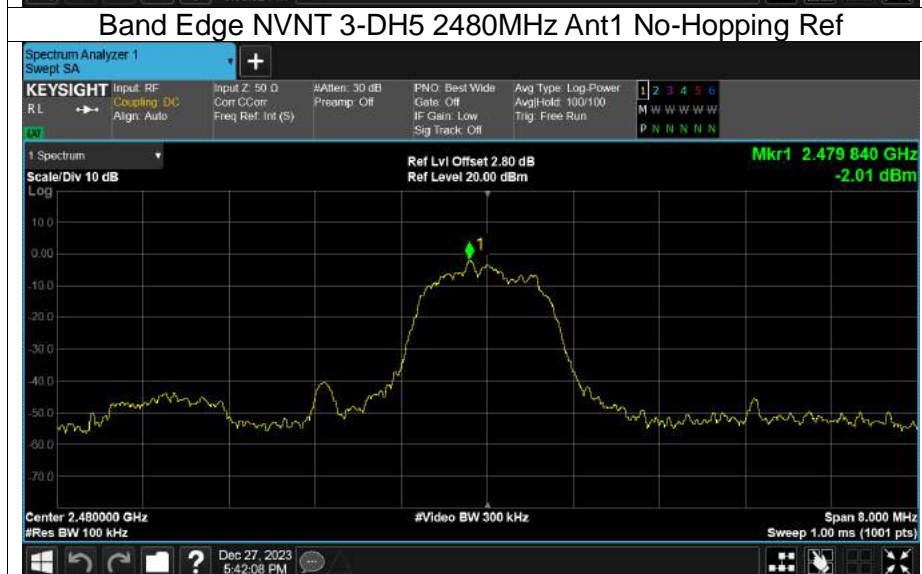 Band Edge NVNT 3-DH5 2480MHz Ant1 No-Hopping Ref
Spectrum Analyzer 1
Swept SA
+
KEYSIGHT Input: RF Input Z: 50 Ω #Atten: 30 dB PNO: Best Wide Avg Type: Log-Power 1 2 3 4 5 6
RL Coupling: DC Corr CCorr Preamp: Off Gate: Off Avg|Hold: 100/100 M W W W W W
Align: Auto Freq Ref: Int (S) IF Gain: Low Trig: Free Run
LXI Sig Track: Off P N N N N N
1 Spectrum Ref Lvl Offset 2.80 dB Mkr1 2.479 840 GHz
Scale/Div 10 dB Ref Level 20.00 dBm -2.01 dBm
Log
10.0
0.00
1
-10.0
-20.0
-30.0
-40.0
-50.0
-60.0
-70.0
Center 2.480000 GHz #Video BW 300 kHz Span 8.000 MHz
#Res BW 100 kHz Sweep 1.00 ms (1001 pts)
? Dec 27, 2023
5:42:08 PM